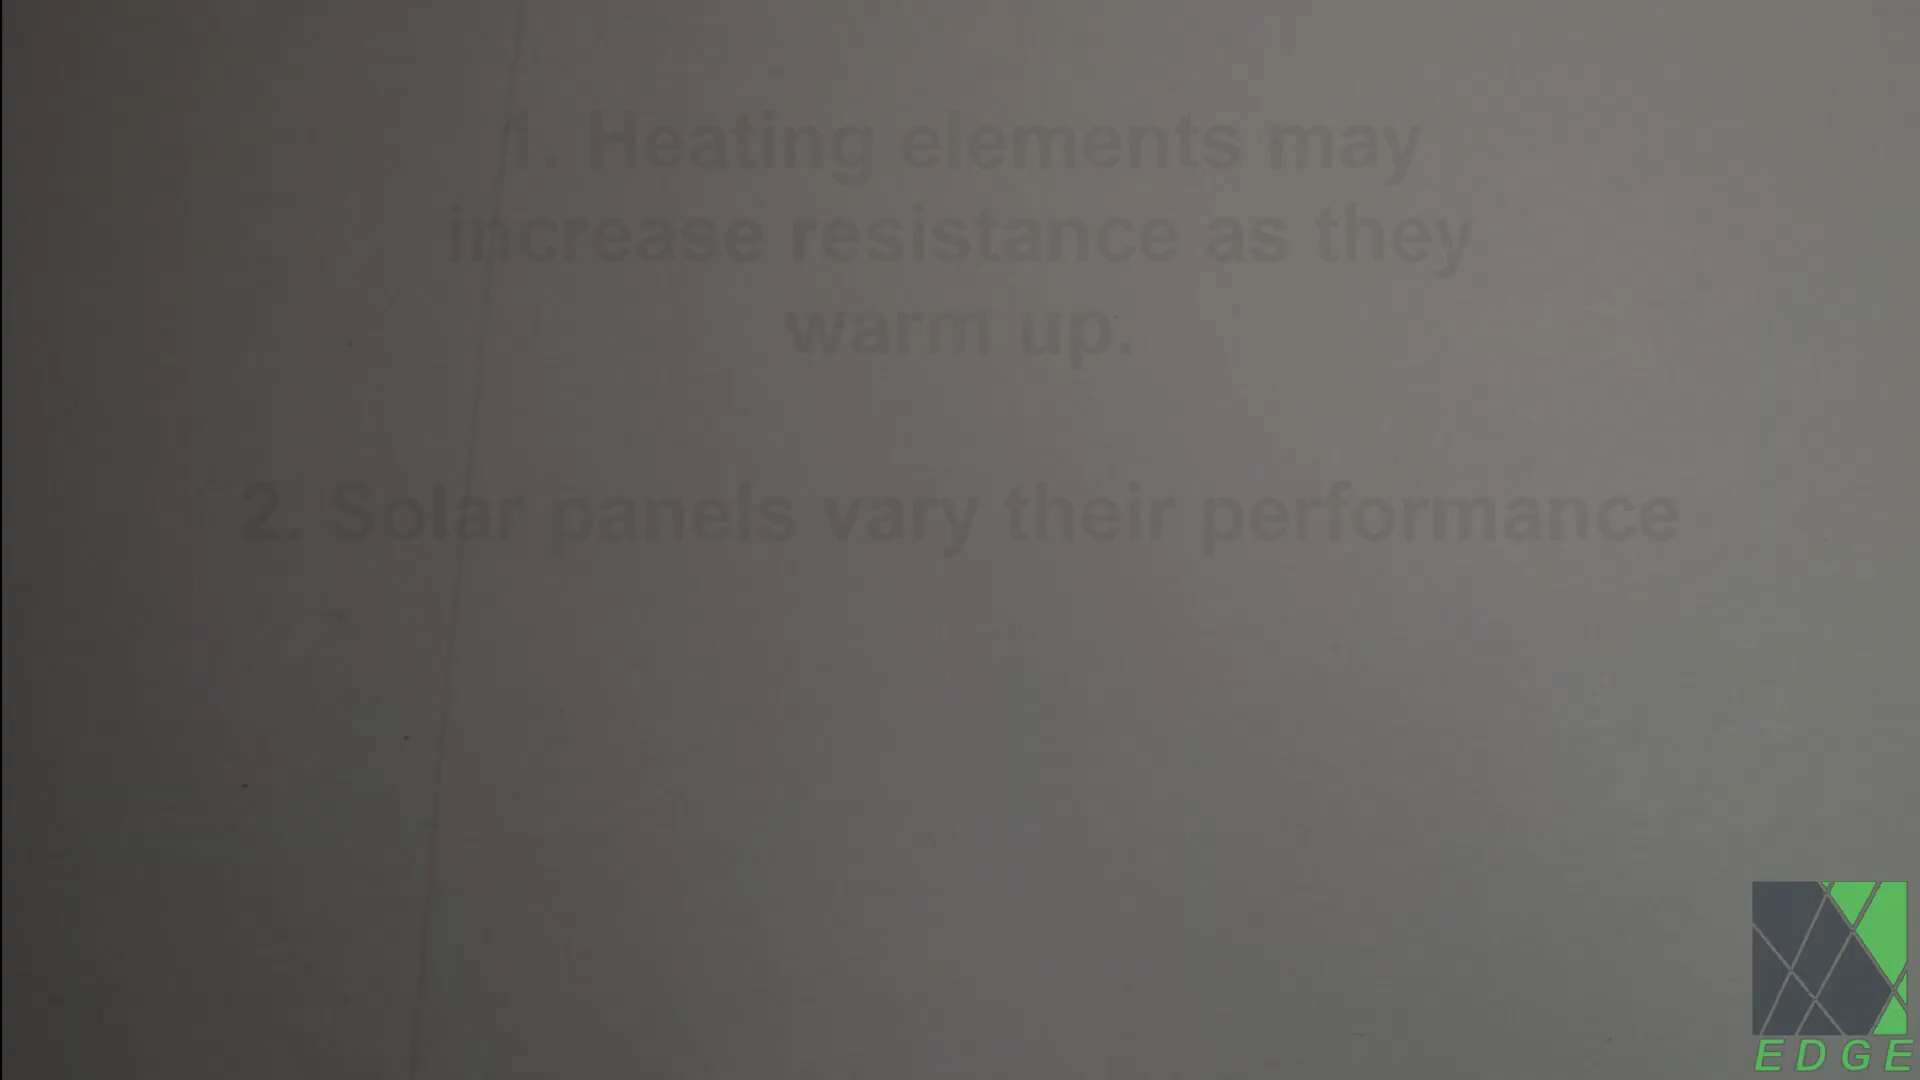 1. Heating elements may
increase resistance as they
warm up.
2. Solar panels vary their performance
EDGE